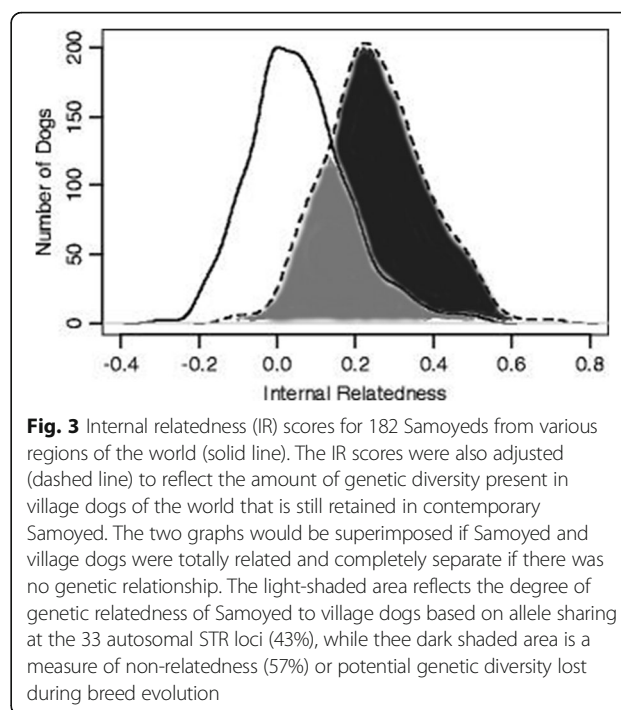 200
150
100
50
0
Number of Dogs
-0.4 -0.2 0.0 0.2 0.4 0.6 0.8
Internal Relatedness
Fig. 3 Internal relatedness (IR) scores for 182 Samoyeds from various
regions of the world (solid line). The IR scores were also adjusted
(dashed line) to reflect the amount of genetic diversity present in
village dogs of the world that is still retained in contemporary
Samoyed. The two graphs would be superimposed if Samoyed and
village dogs were totally related and completely separate if there was
no genetic relationship. The light-shaded area reflects the degree of
genetic relatedness of Samoyed to village dogs based on allele sharing
at the 33 autosomal STR loci (43%), while thee dark shaded area is a
measure of non-relatedness (57%) or potential genetic diversity lost
during breed evolution